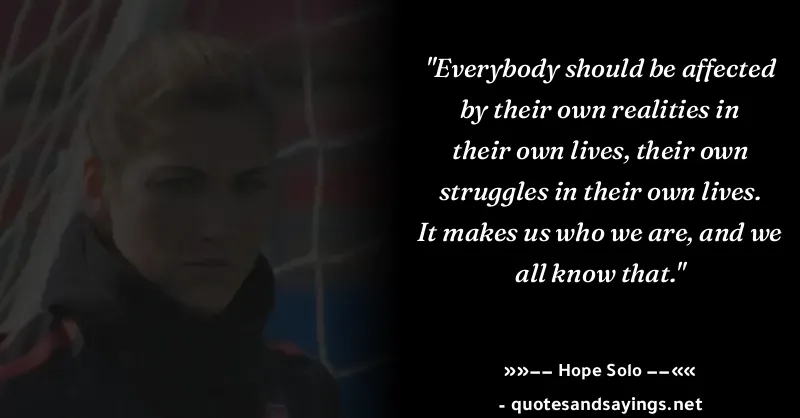 "Everybody should be affected
by their own realities in
their own lives, their own
struggles in their own lives.
It makes us who we are, and we
all know that."
»»−− Hope Solo −−««
- quotesandsayings.net